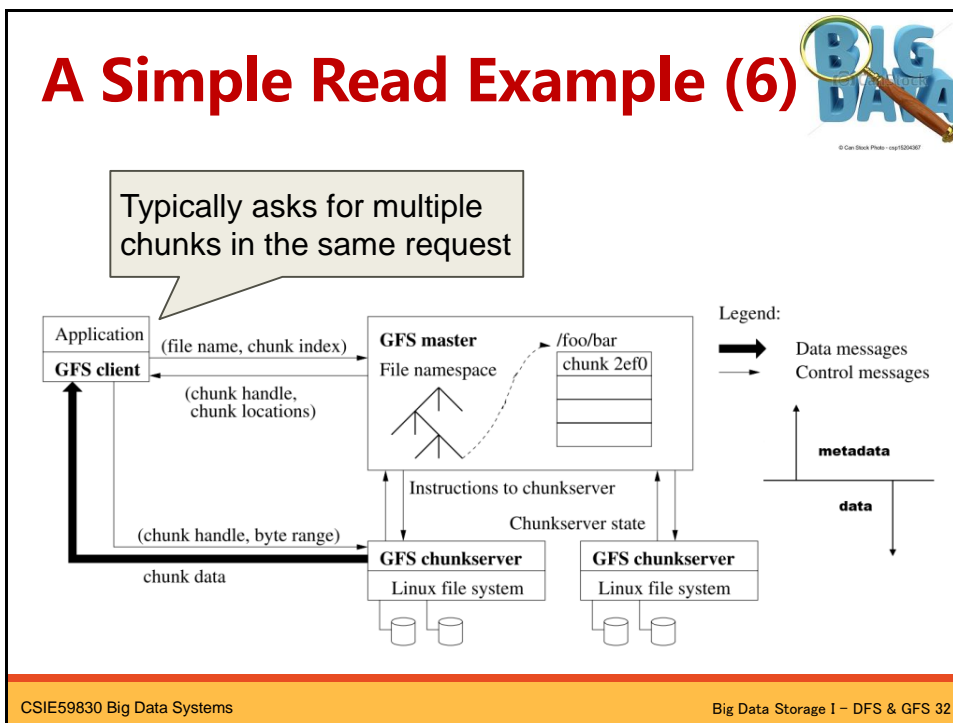 A Simple Read Example (6)
BIG
DATA
© Can Stock Photo - csp15204367
Typically asks for multiple
chunks in the same request
Application
GFS client
(file name, chunk index)
(chunk handle,
chunk locations)
GFS master
File namespace
/foo/bar
chunk 2ef0
Legend:
Data messages
Control messages
metadata
data
Instructions to chunkserver
Chunkserver state
(chunk handle, byte range)
chunk data
GFS chunkserver
Linux file system
GFS chunkserver
Linux file system
CSIE59830 Big Data Systems
Big Data Storage I – DFS & GFS 32